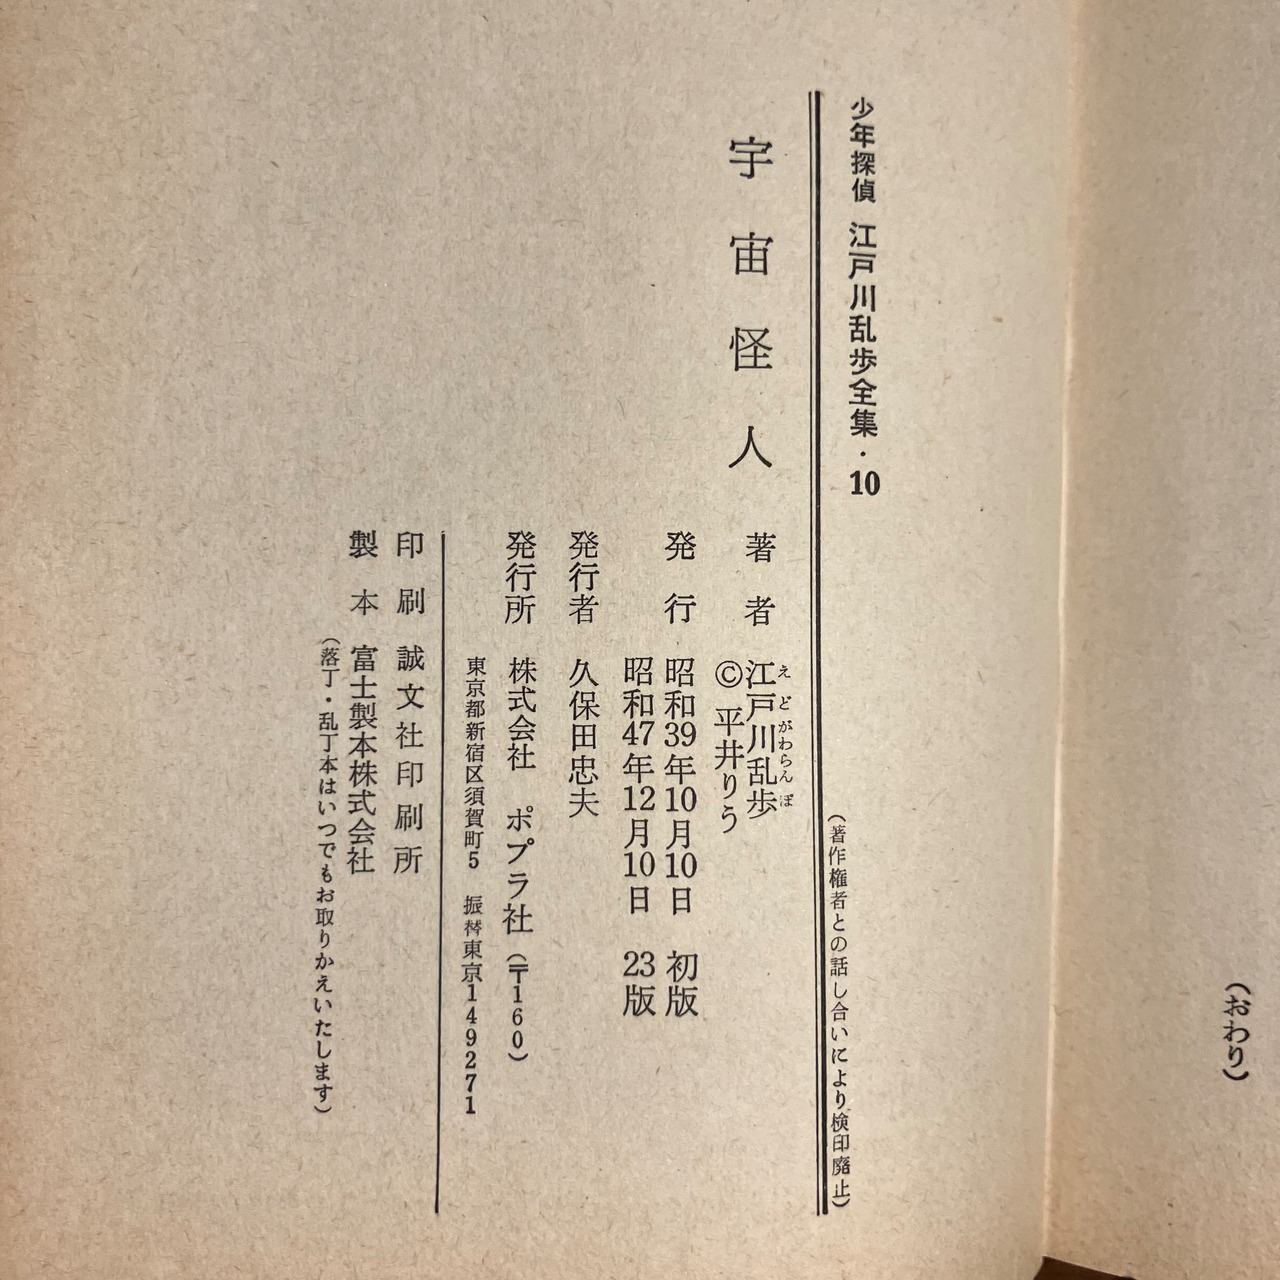 (おわり)
少年探偵 江戸川乱歩全集・10
(著作権者との話し合いにより検印廃止)
宇宙怪人
著者 江戸川乱歩
えどがわらんぽ
© 平井りう
発行 昭和39年10月10日 初版
昭和47年12月10日 23版
発行者 久保田忠夫
発行所 株式会社 ポプラ社(〒160)
東京都新宿区須賀町5 振替東京149271
印刷 誠文社印刷所
製本 富士製本株式会社
(落丁・乱丁本はいつでもお取りかえいたします)